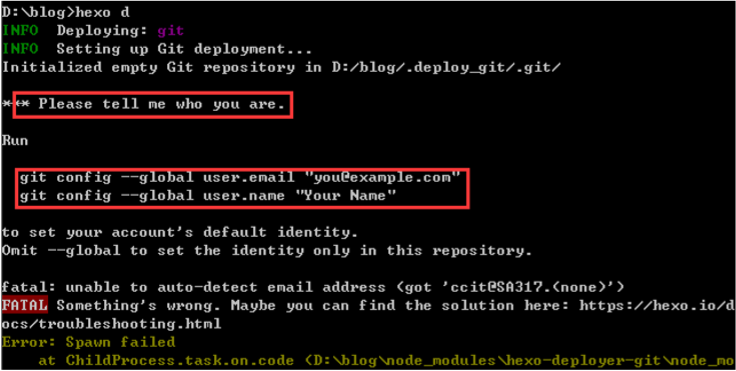 D:\blog>hexo d
INFO  Deploying: git
INFO  Setting up Git deployment...
Initialized empty Git repository in D:/blog/.deploy_git/.git/
*** Please tell me who you are.
Run
git config --global user.email "you@example.com"
git config --global user.name "Your Name"
to set your account's default identity.
Omit --global to set the identity only in this repository.
fatal: unable to auto-detect email address (got 'ccit@SA317.(none)')
FATAL Something's wrong. Maybe you can find the solution here: https://hexo.io/d
ocs/troubleshooting.html
Error: Spawn failed
at ChildProcess.task.on.code (D:\blog\node_modules\hexo-deployer-git\node_mo